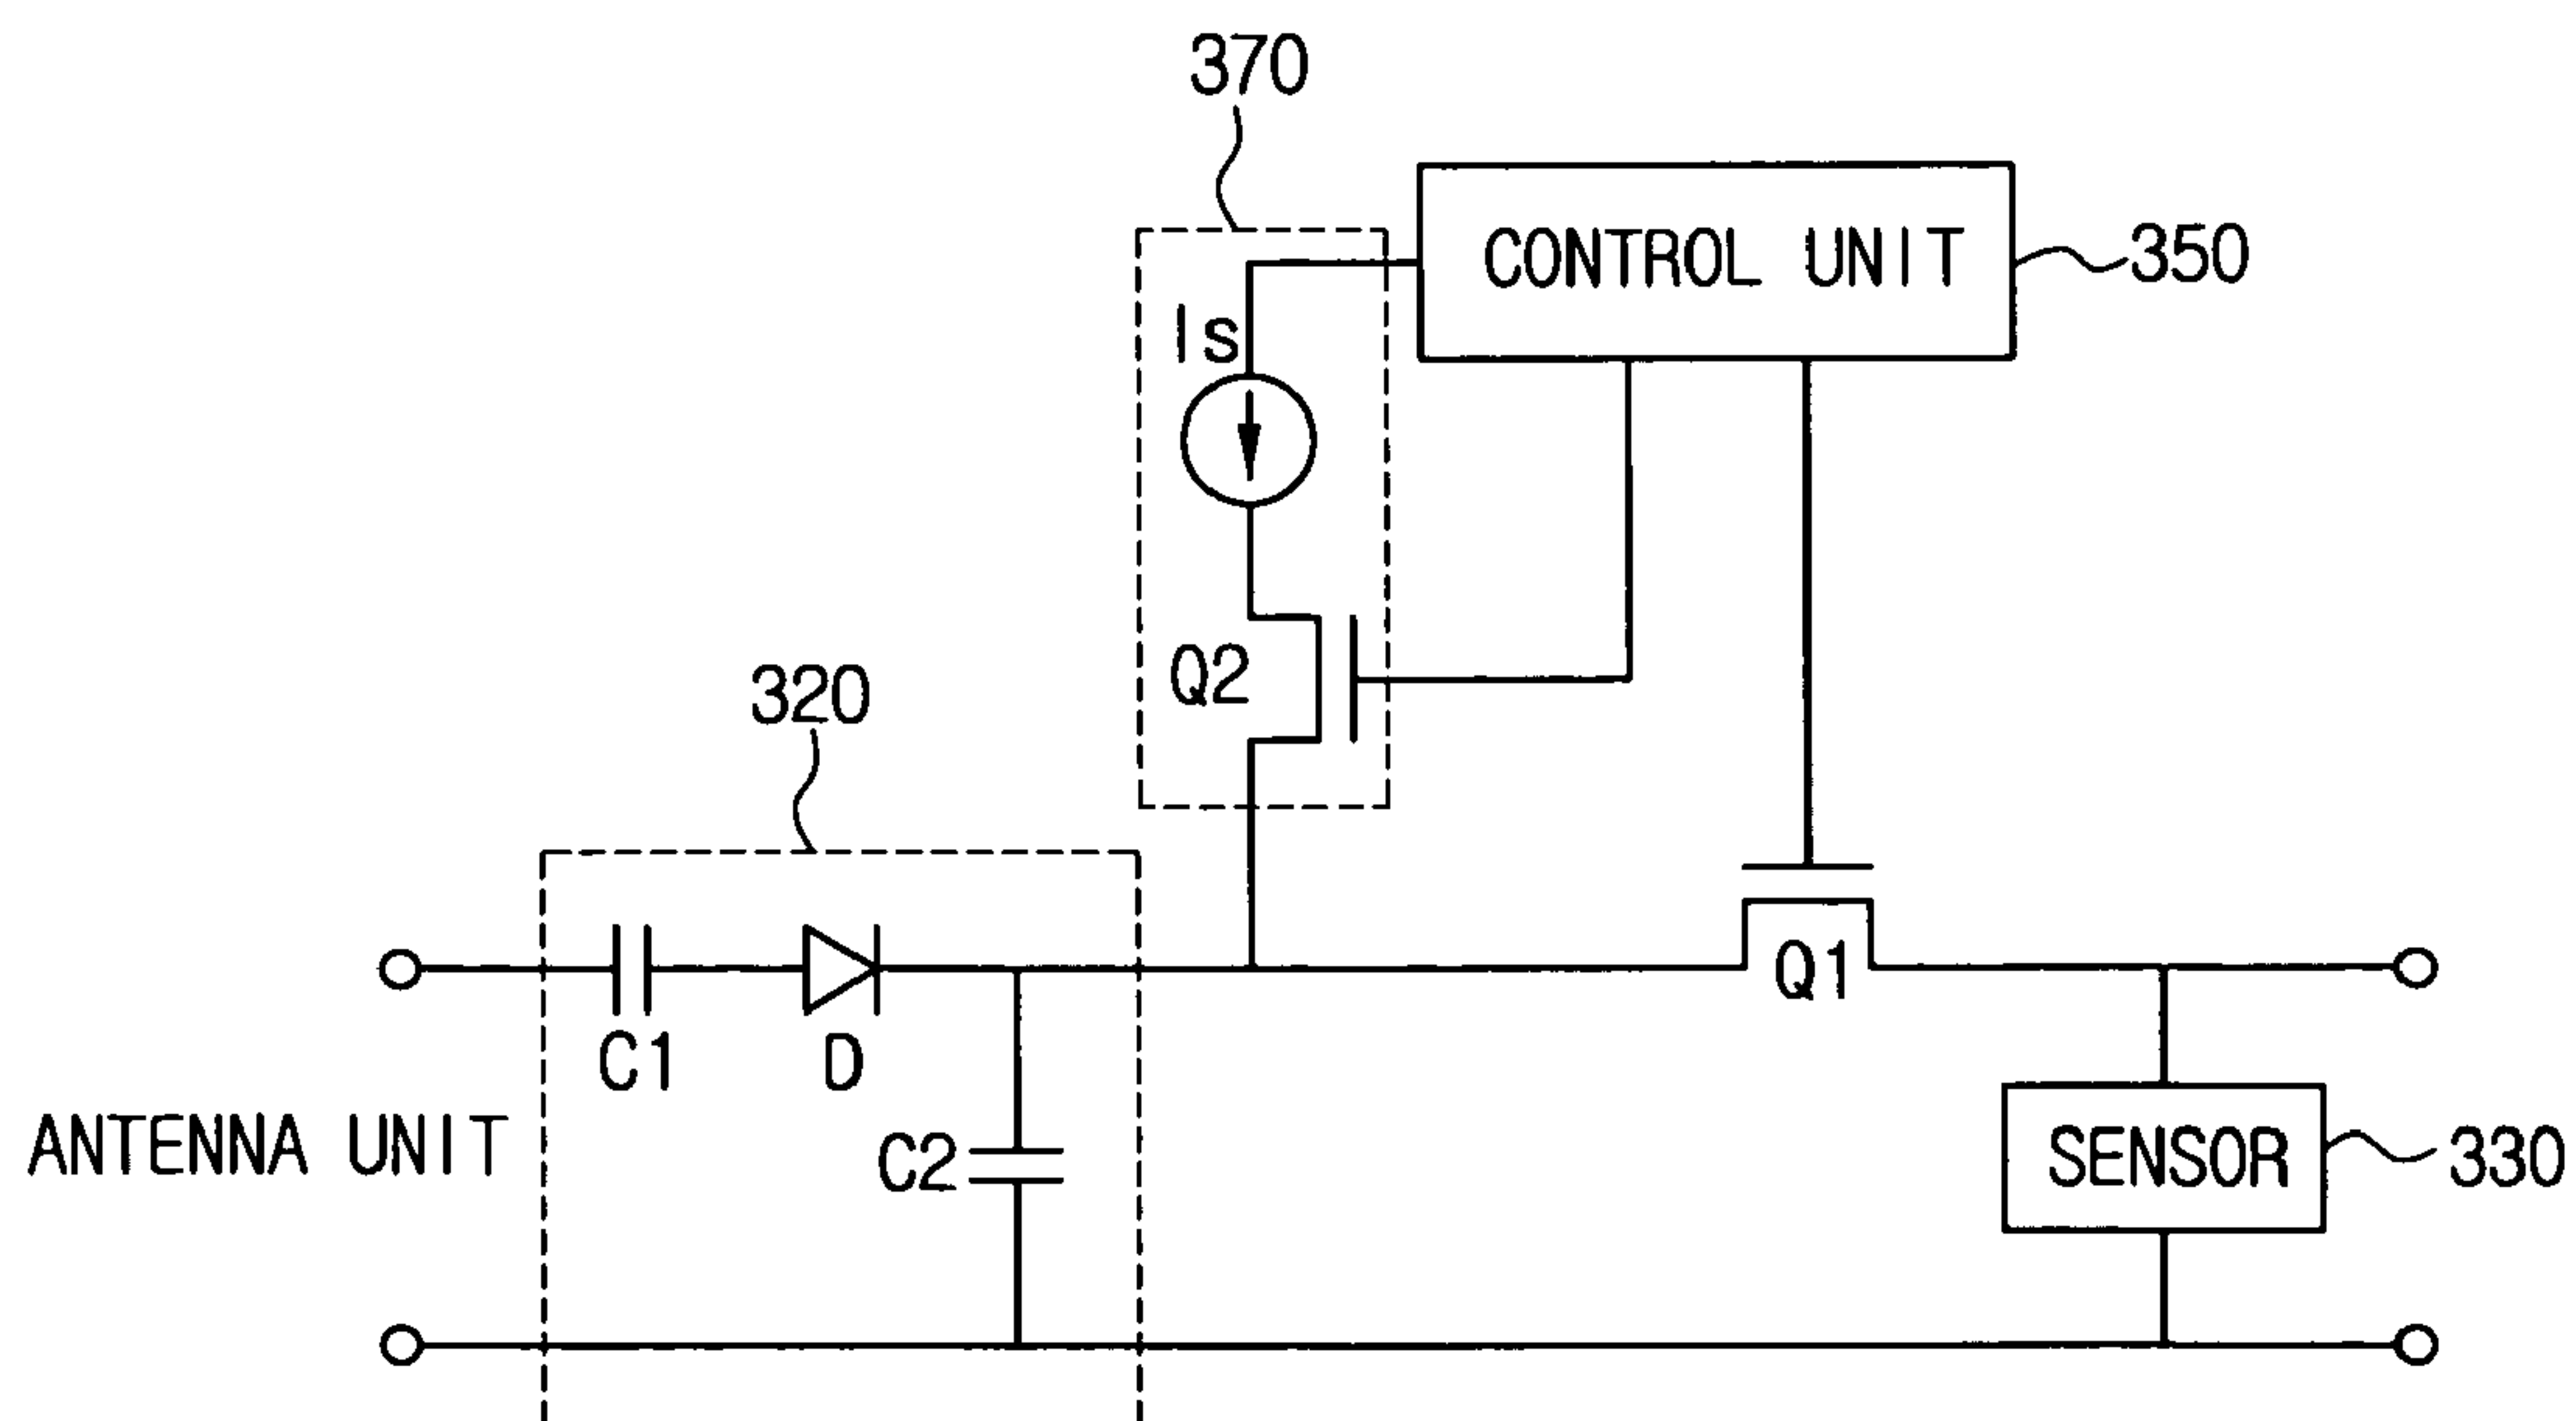 370
CONTROL UNIT
350
Is
Q2
320
Q1
C1
D
ANTENNA UNIT
C2
SENSOR
330